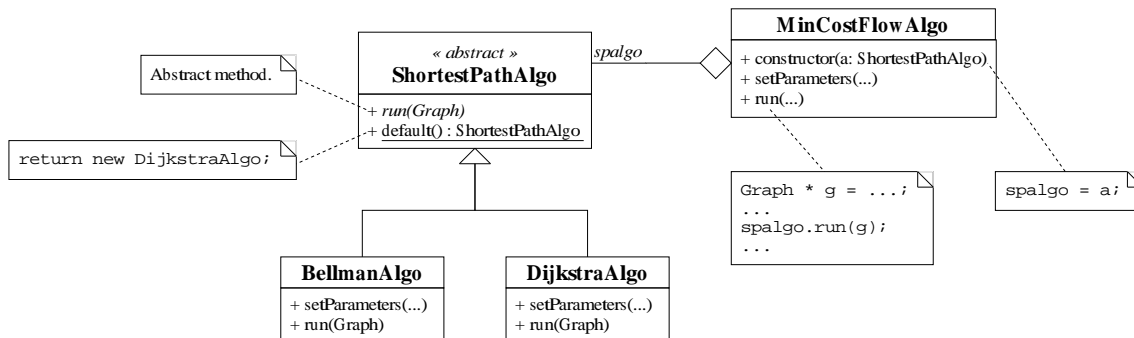 Abstract method.
return new DijkstraAlgo;
« abstract »
ShortestPathAlgo
+ run(Graph)
+ default() : ShortestPathAlgo
spalgo
MinCostFlowAlgo
+ constructor(a: ShortestPathAlgo)
+ setParameters(...)
+ run(...)
Graph * g = ...;
...
spalgo.run(g);
...
spalgo = a;
BellmanAlgo
+ setParameters(...)
+ run(Graph)
DijkstraAlgo
+ setParameters(...)
+ run(Graph)